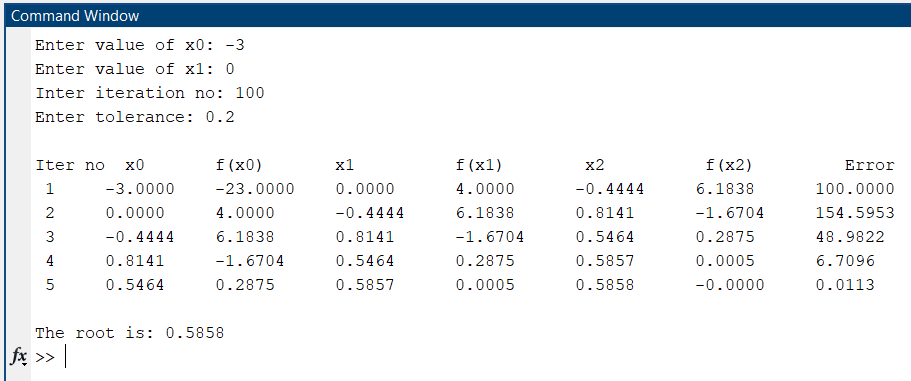 Command Window
Enter value of x0: -3
Enter value of x1: 0
Inter iteration no: 100
Enter tolerance: 0.2
Iter no x0 f(x0) x1 f(x1) x2 f(x2) Error
1 -3.0000 -23.0000 0.0000 4.0000 -0.4444 6.1838 100.0000
2 0.0000 4.0000 -0.4444 6.1838 0.8141 -1.6704 154.5953
3 -0.4444 6.1838 0.8141 -1.6704 0.5464 0.2875 48.9822
4 0.8141 -1.6704 0.5464 0.2875 0.5857 0.0005 6.7096
5 0.5464 0.2875 0.5857 0.0005 0.5858 -0.0000 0.0113
The root is: 0.5858
fx >>